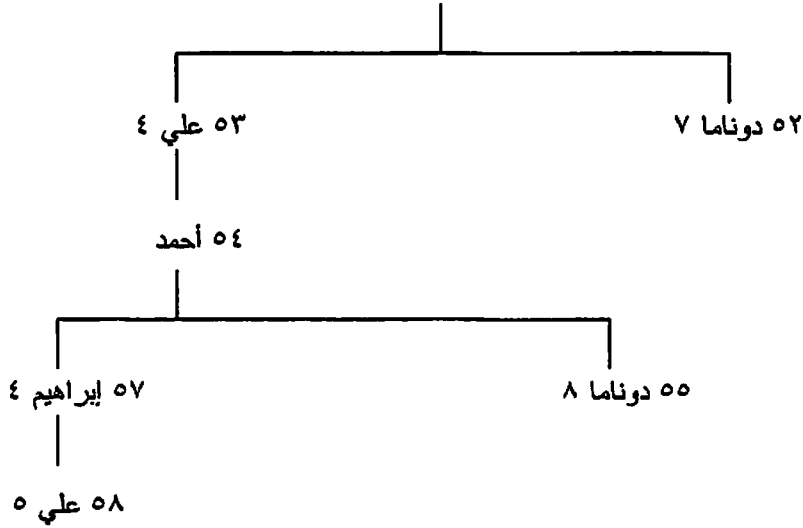 ٥٢ دوناما ٧
٥٣ علي ٤
٥٤ أحمد
٥٥ دوناما ٨
٥٧ إبراهيم ٤
٥٨ علي ٥